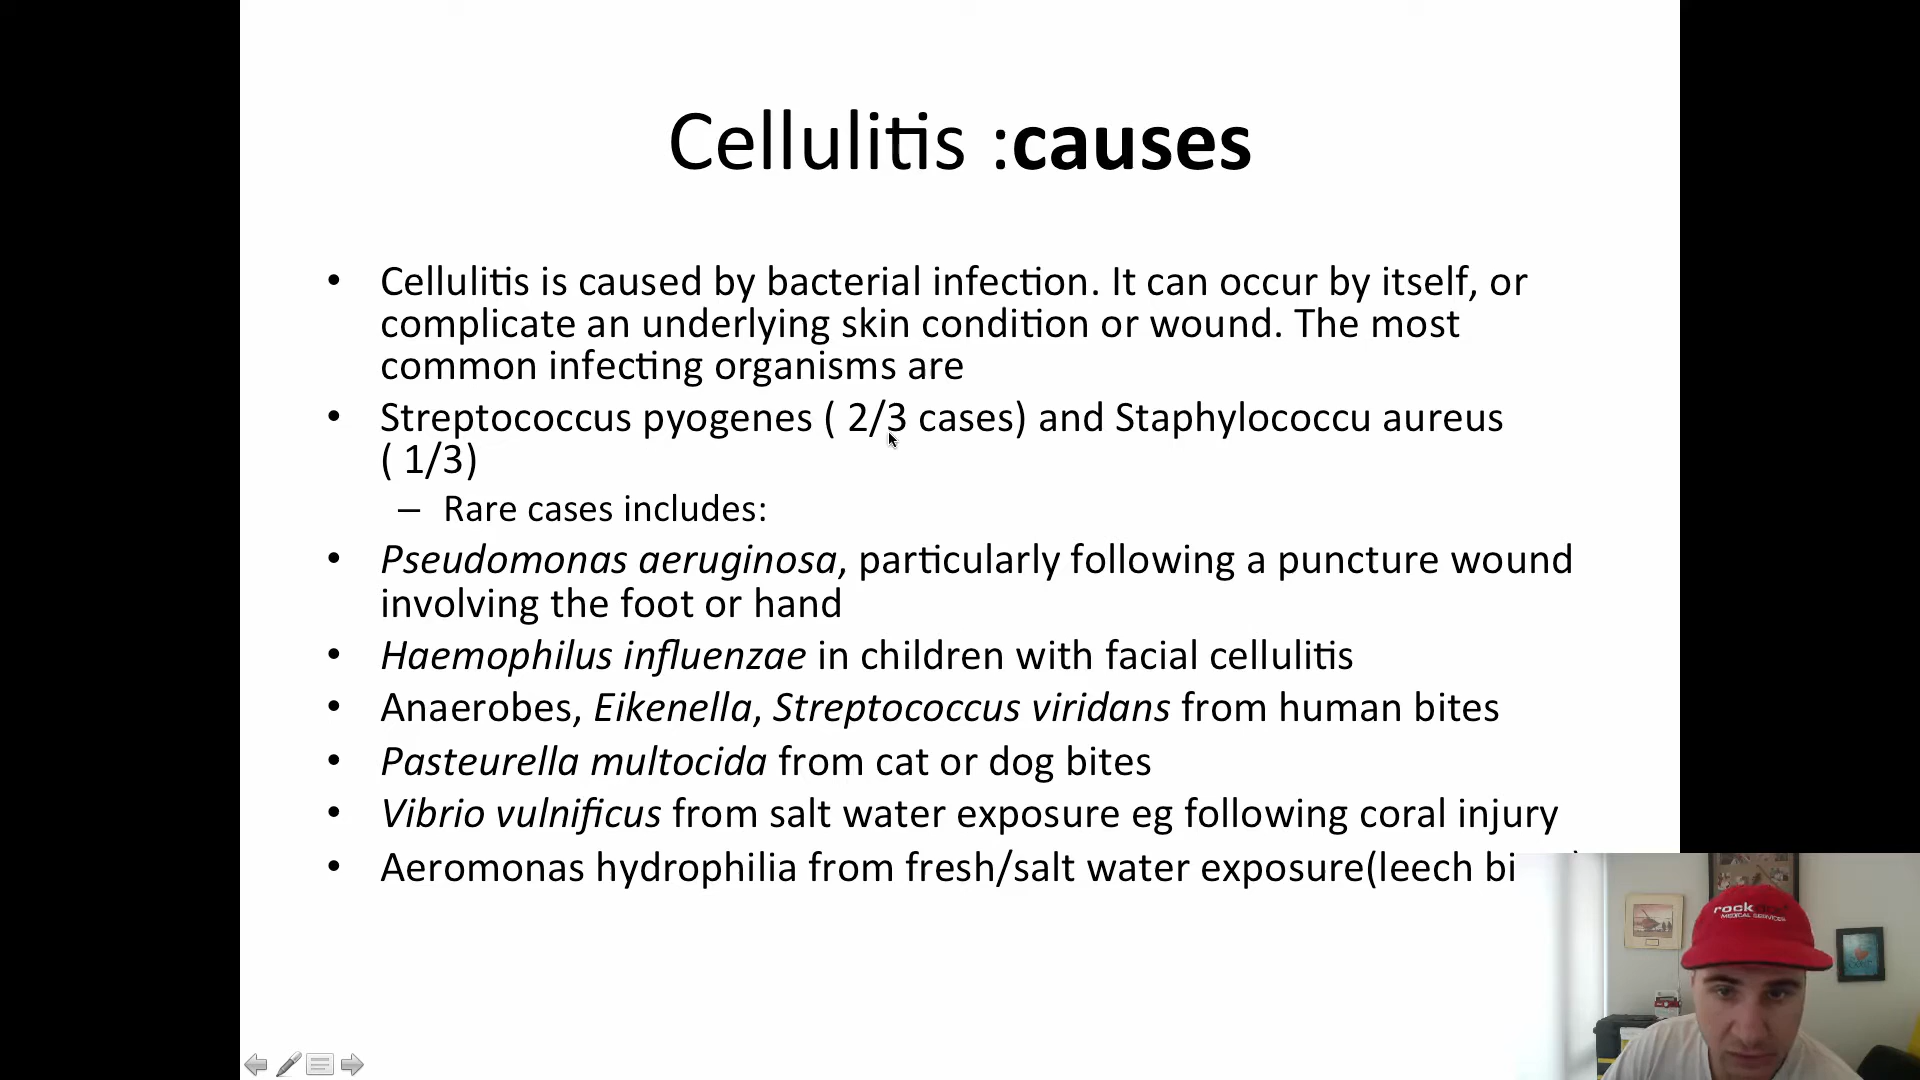 Cellulitis :causes
• Cellulitis is caused by bacterial infection. It can occur by itself, or
complicate an underlying skin condition or wound. The most
common infecting organisms are
• Streptococcus pyogenes ( 2/3 cases) and Staphylococcu aureus
( 1/3)
– Rare cases includes:
• Pseudomonas aeruginosa, particularly following a puncture wound
involving the foot or hand
• Haemophilus influenzae in children with facial cellulitis
• Anaerobes, Eikenella, Streptococcus viridans from human bites
• Pasteurella multocida from cat or dog bites
• Vibrio vulnificus from salt water exposure eg following coral injury
• Aeromonas hydrophilia from fresh/salt water exposure(leech bi
MEDICAL SERVICES